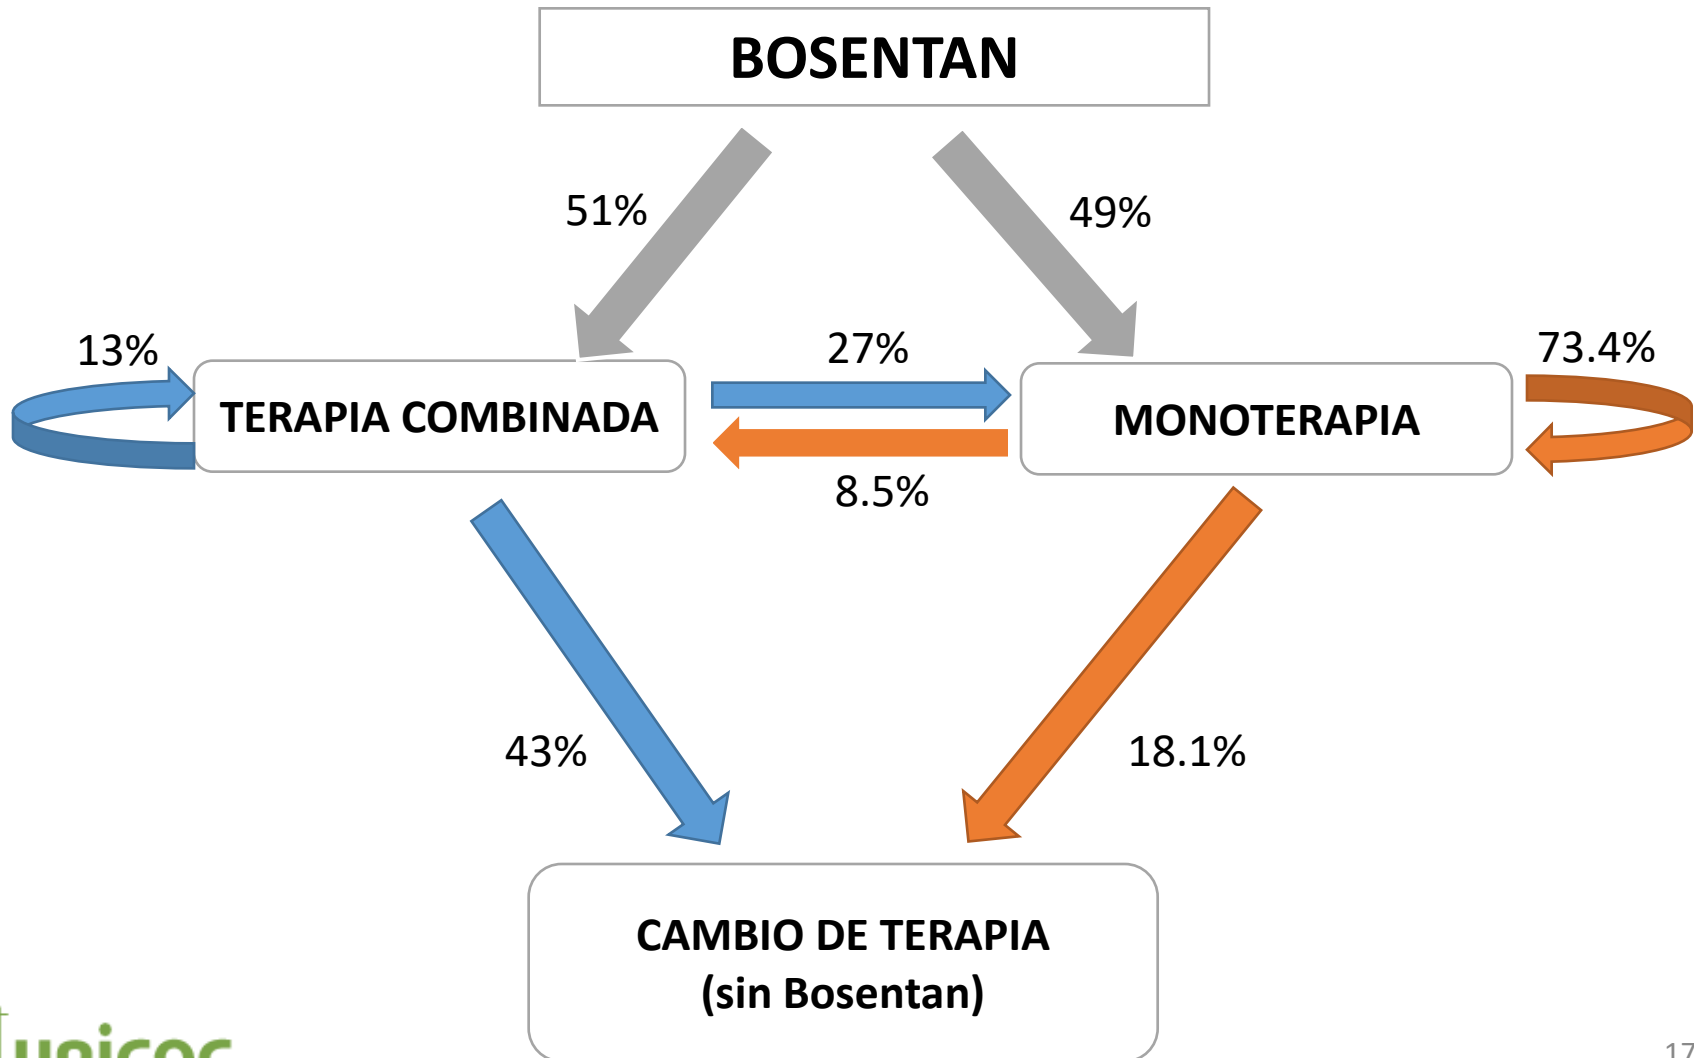 BOSENTAN
51%
49%
13%
27%
73.4%
TERAPIA COMBINADA
MONOTERAPIA
8.5%
43%
18.1%
CAMBIO DE TERAPIA
(sin Bosentan)
17